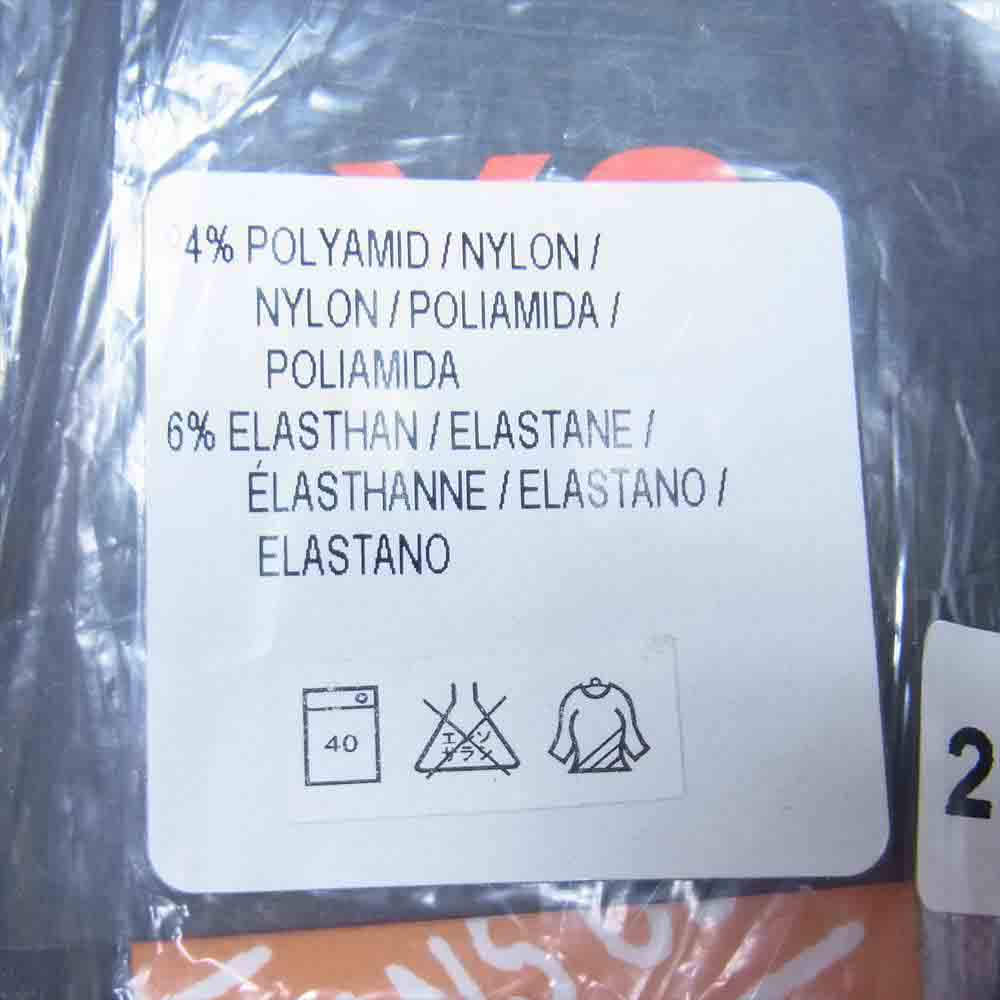 94% POLYAMID / NYLON /
NYLON / POLIAMIDA /
POLIAMIDA
6% ELASTHAN / ELASTANE /
ÉLASTHANNE / ELASTANO /
ELASTANO
40
エンソ
サラシ
2